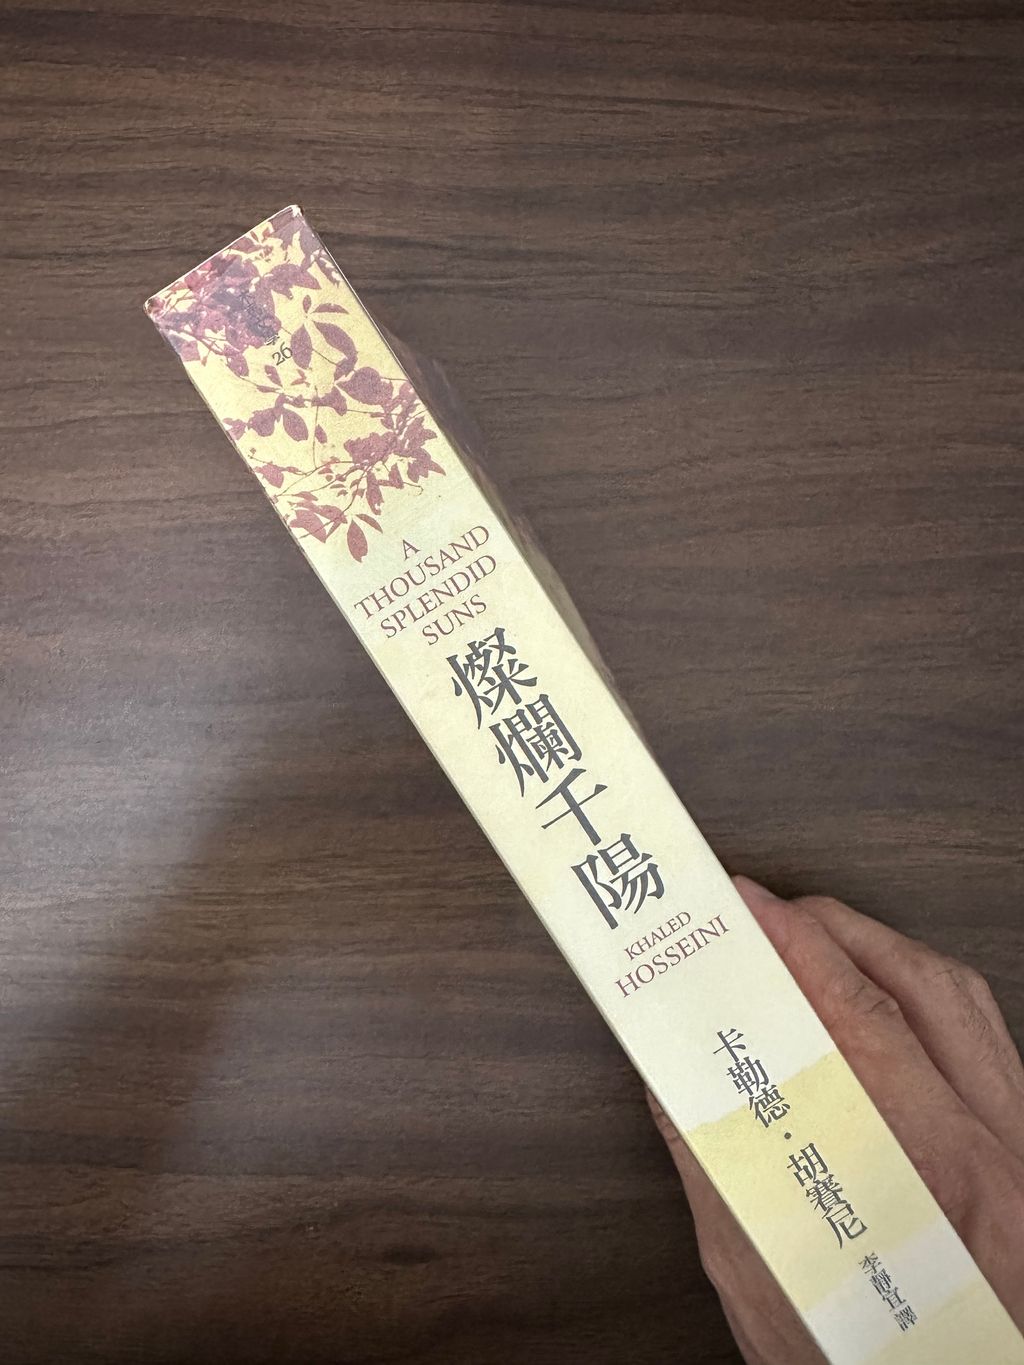 26
A
THOUSAND
SPLENDID
SUNS
燦爛千陽
KHALED
HOSSEINI
卡勒德・胡賽尼
李靜宜 譯